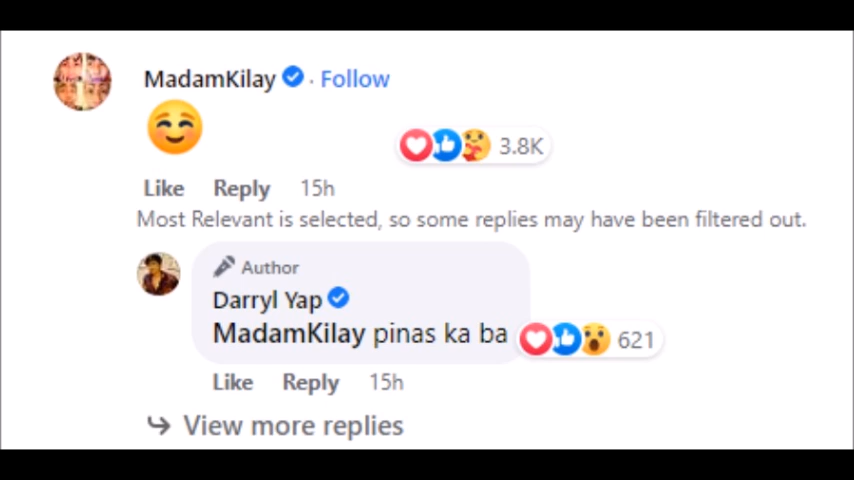 MadamKilay · Follow
3.8K
Like Reply 15h
Most Relevant is selected, so some replies may have been filtered out.
Author
Darryl Yap
MadamKilay pinas ka ba
621
Like Reply 15h
View more replies